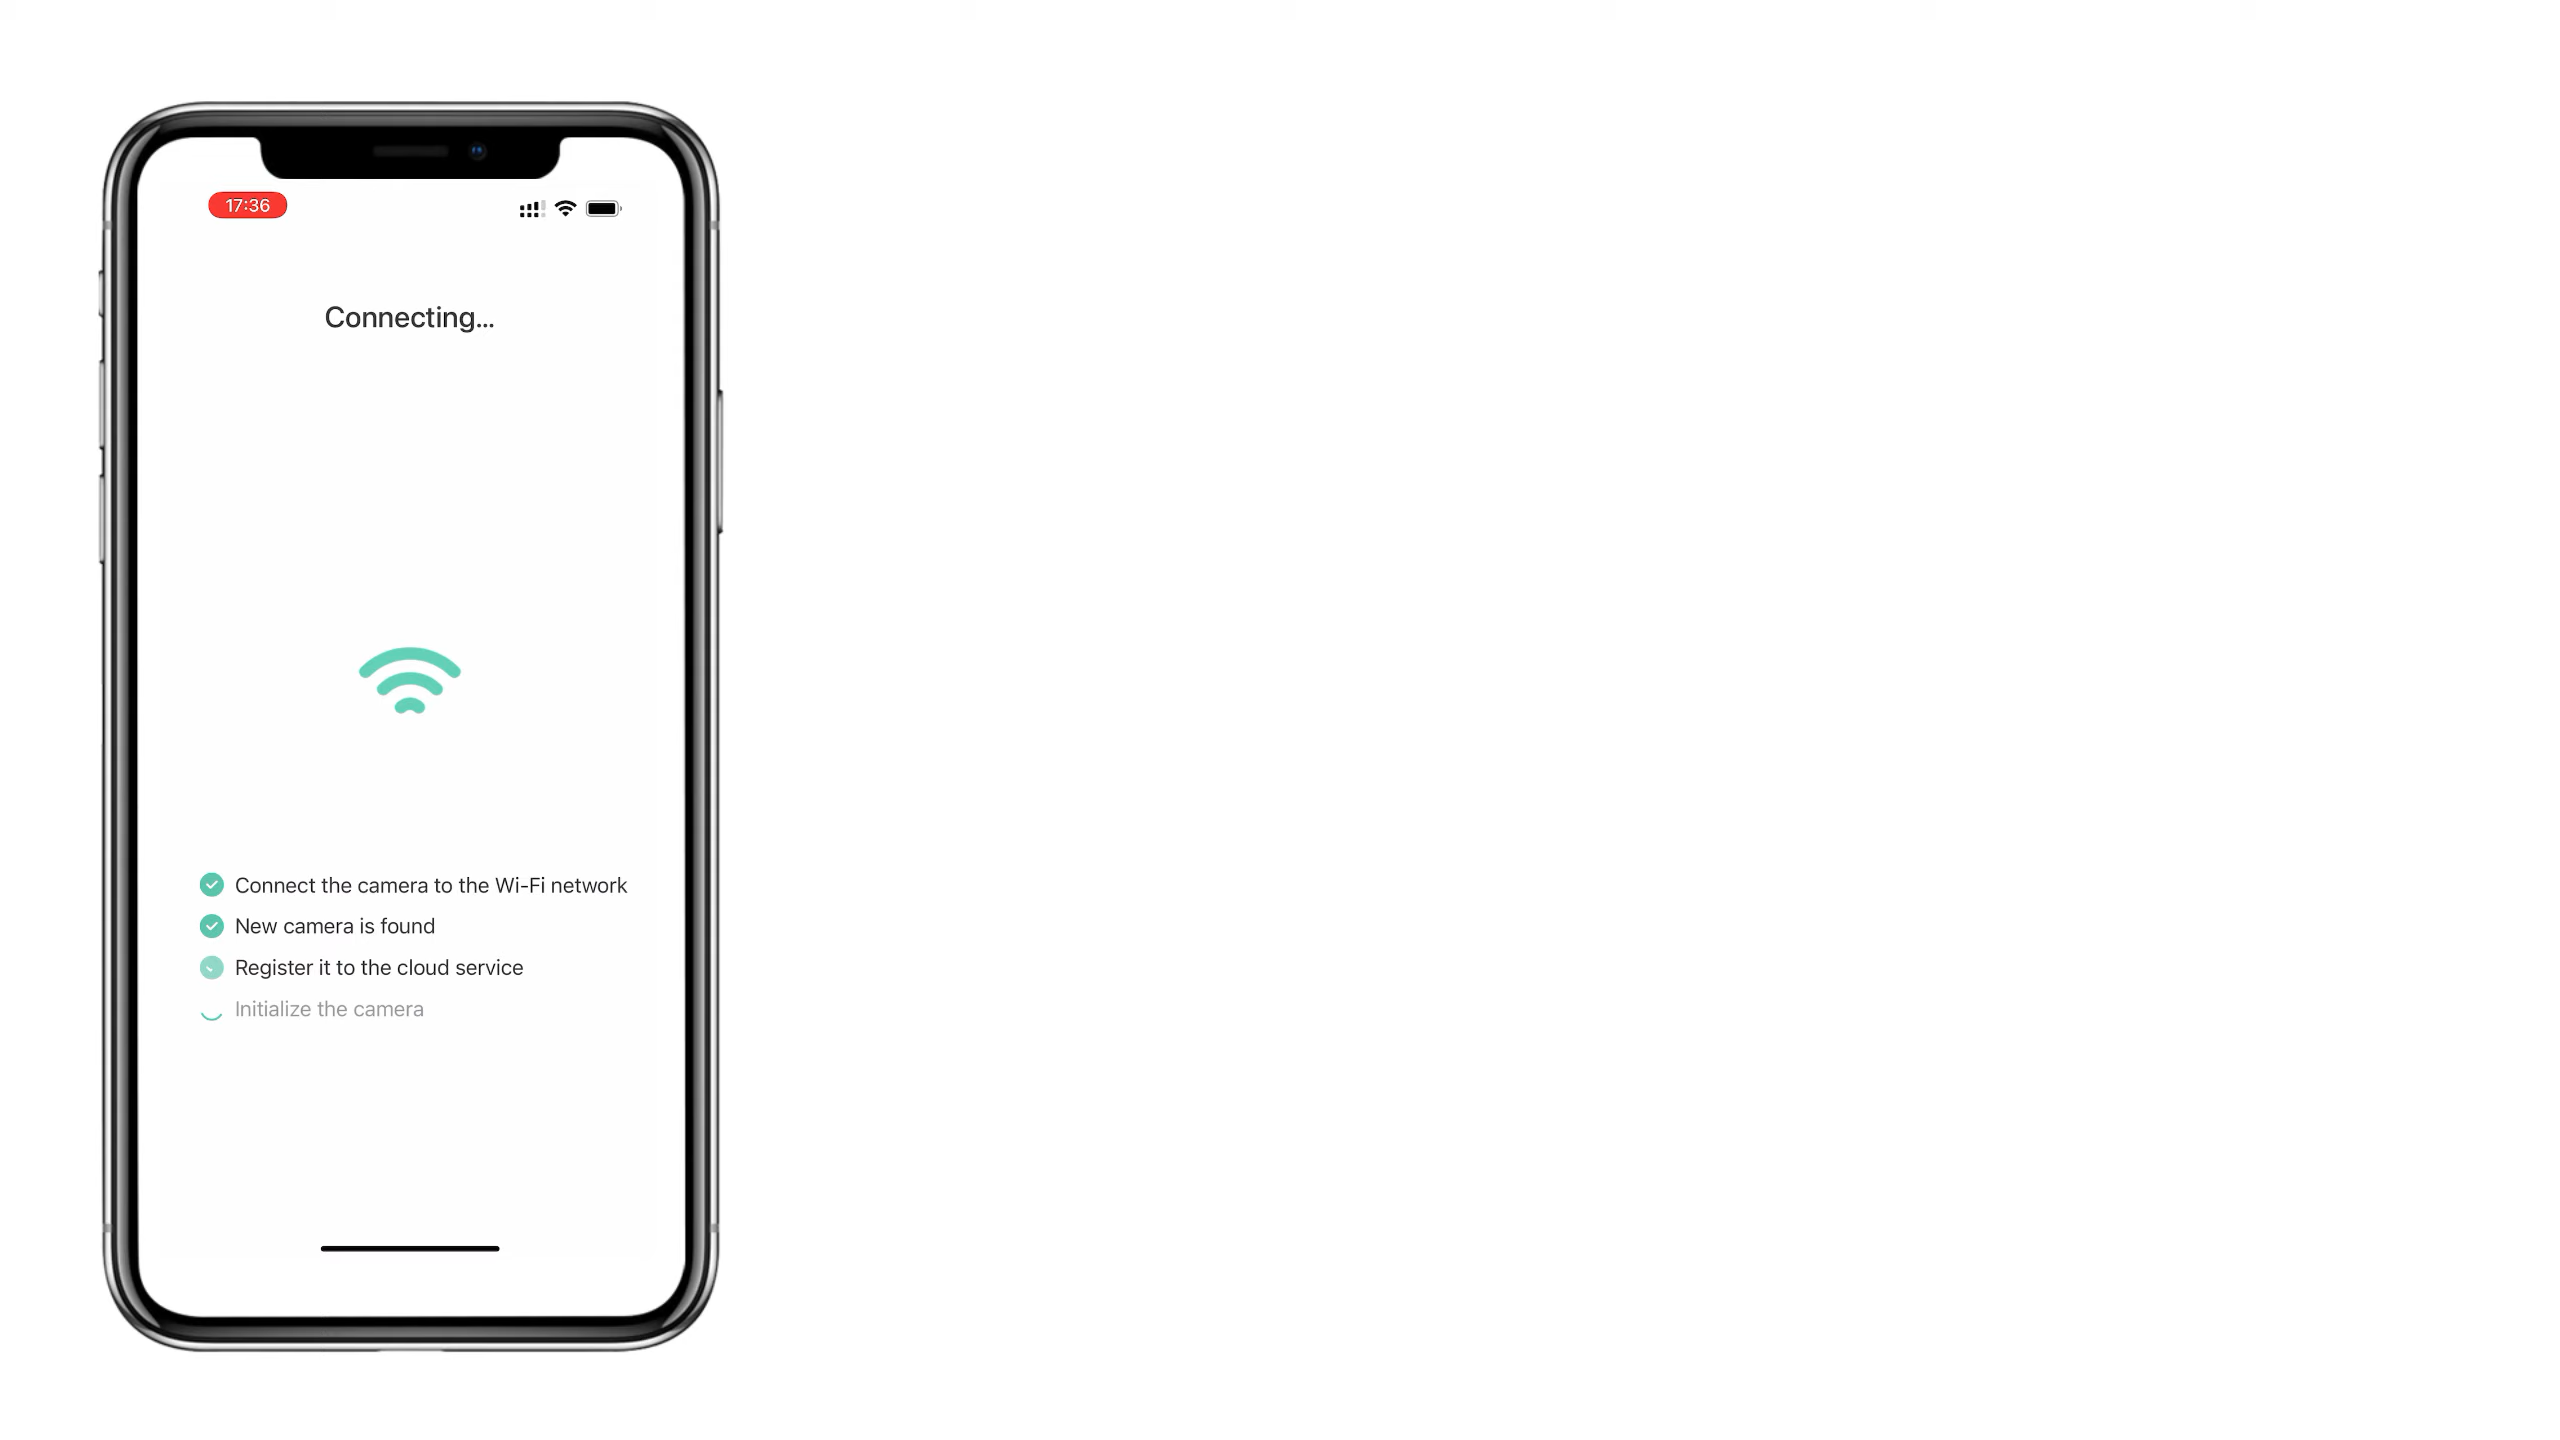 17:36
Connecting...
Connect the camera to the Wi-Fi network
New camera is found
Register it to the cloud service
Initialize the camera